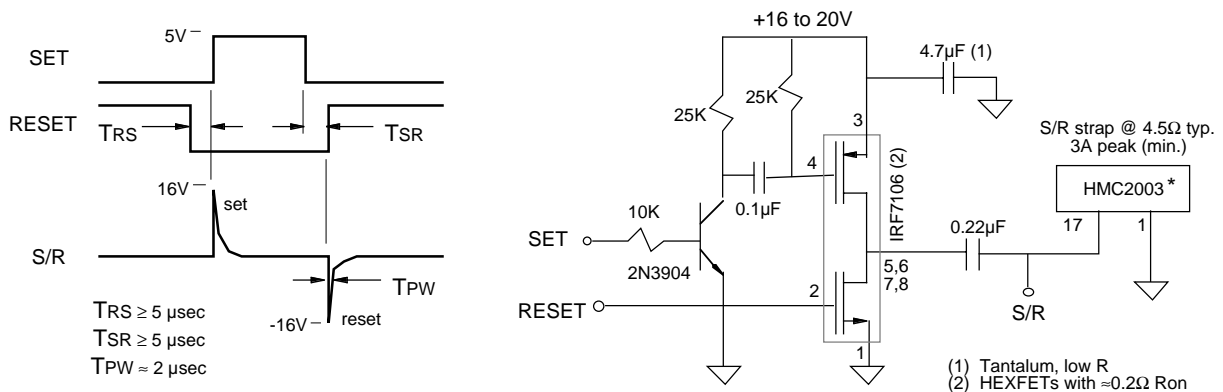 5V
SET
RESET
TRS
TSR
16V
set
S/R
TPW
-16V
reset
TRS ≥ 5 µsec
TSR ≥ 5 µsec
TPW ≈ 2 µsec
+16 to 20V
4.7µF (1)
25K
25K
3
S/R strap @ 4.5Ω typ.
3A peak (min.)
4
IRF7106 (2)
HMC2003 *
0.1µF
10K
0.22µF
17
1
SET
2N3904
5,6
7,8
2
RESET
S/R
1
(1) Tantalum, low R
(2) HEXFETs with ≈0.2Ω Ron